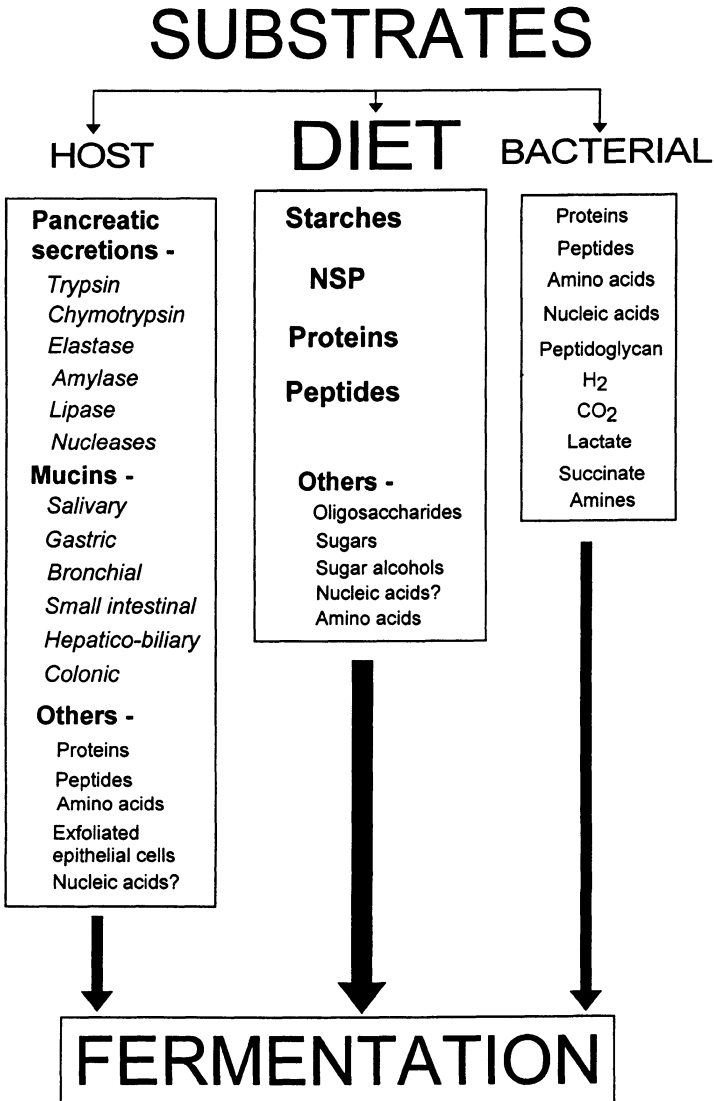 SUBSTRATES
HOST
DIET
BACTERIAL
Pancreatic
secretions -
Trypsin
Chymotrypsin
Elastase
Amylase
Lipase
Nucleases
Mucins -
Salivary
Gastric
Bronchial
Small intestinal
Hepatico-biliary
Colonic
Others -
Proteins
Peptides
Amino acids
Exfoliated
epithelial cells
Nucleic acids?
Starches
NSP
Proteins
Peptides
Others -
Oligosaccharides
Sugars
Sugar alcohols
Nucleic acids?
Amino acids
Proteins
Peptides
Amino acids
Nucleic acids
Peptidoglycan
H2
CO2
Lactate
Succinate
Amines
FERMENTATION